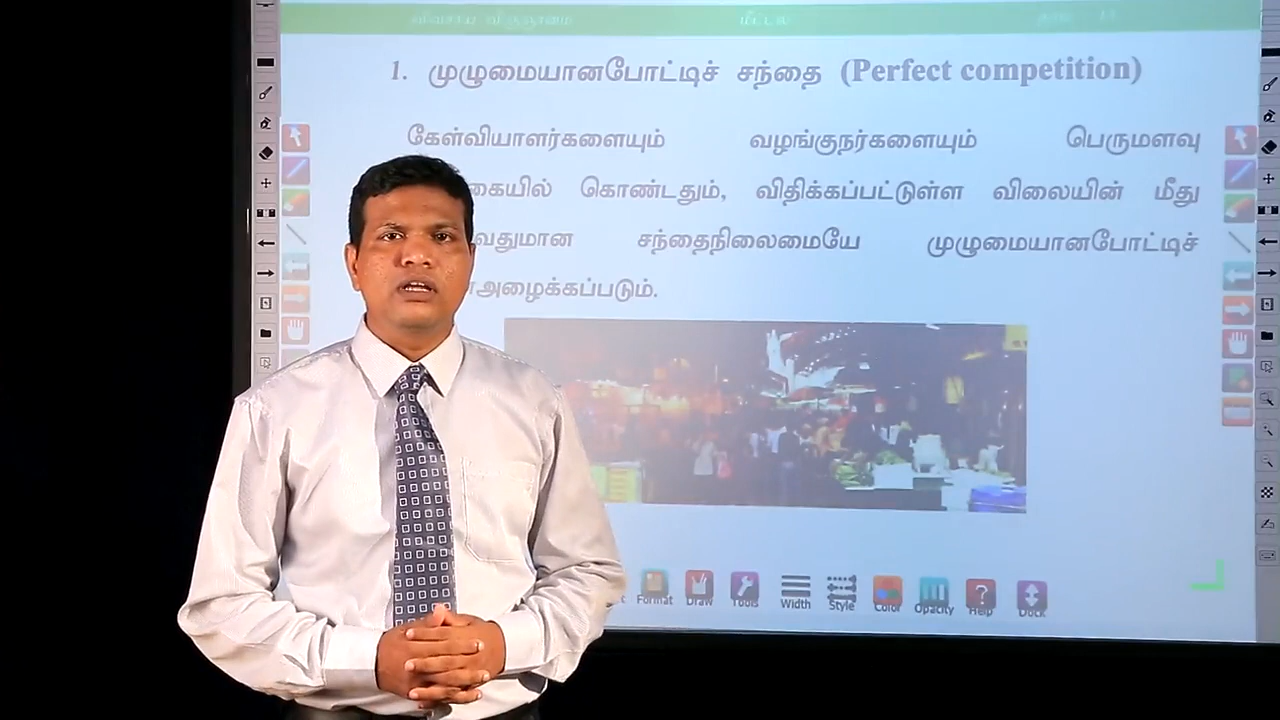 1. முழுமையானபோட்டிச் சந்தை (Perfect competition)
கேள்வியாளர்களையும் வழங்குநர்களையும் பெருமளவு
கொண்டதும், விதிக்கப்பட்டுள்ள விலையின் மீது
சந்தைநிலைமையே முழுமையானபோட்டிச்
அழைக்கப்படும்.
Format Draw Tools Width Style Color Opacity Help Dock